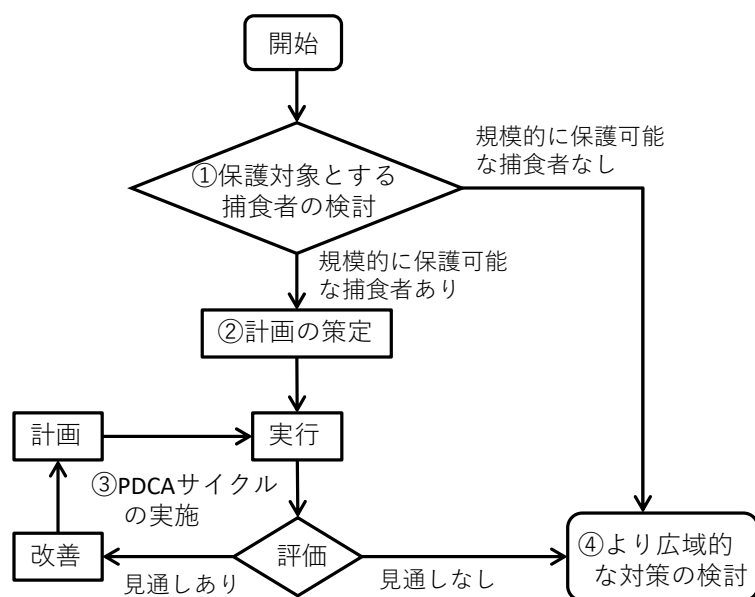 開始
①保護対象とする
捕食者の検討
規模的に保護可能
な捕食者なし
規模的に保護可能
な捕食者あり
②計画の策定
計画
実行
③PDCAサイクル
の実施
改善
評価
④より広域的
な対策の検討
見通しあり
見通しなし